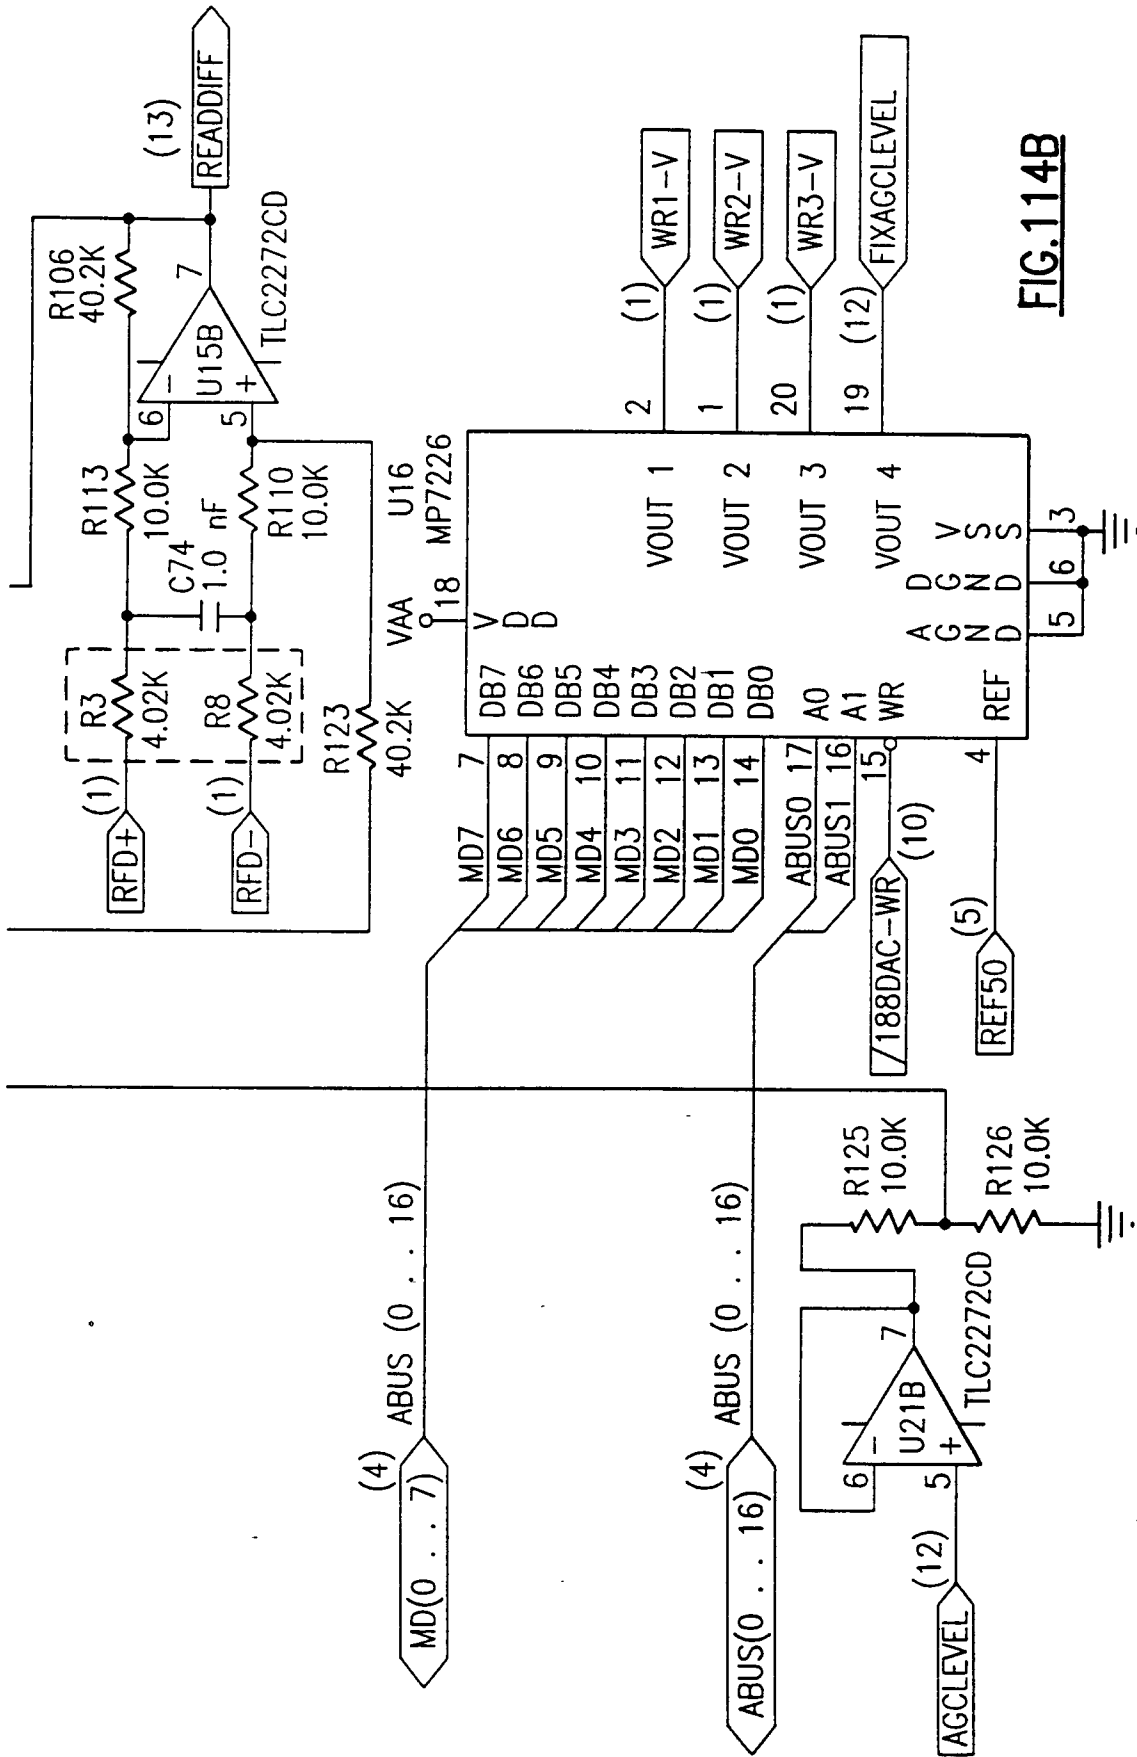 (13)
READDIFF
R106
40.2K
7
U15B
TLC2272CD
6
−
5
+
R113
10.0K
C74
1.0 nF
R110
10.0K
R3
4.02K
R8
4.02K
(1)
RFD+
(1)
RFD−
R123
40.2K
U16
MP7226
VAA
18
VDD
MD7 7 DB7
MD6 8 DB6
MD5 9 DB5
MD4 10 DB4
MD3 11 DB3
MD2 12 DB2
MD1 13 DB1
MD0 14 DB0
ABUS0 17 A0
ABUS1 16 A1
15 WR
/188DAC−WR (10)
REF50 (5) 4 REF
VOUT 1 2 (1) WR1−V
VOUT 2 1 (1) WR2−V
VOUT 3 20 (1) WR3−V
VOUT 4 19 (12) FIXAGCLEVEL
AGND DGND VSS
5 6 3
(4)
MD(0 . . 7)
ABUS (0 . . 16)
(4)
ABUS(0 . . 16)
ABUS (0 . . 16)
AGCLEVEL
(12)
5
+
6
−
U21B
7
TLC2272CD
R125
10.0K
R126
10.0K
FIG.114B